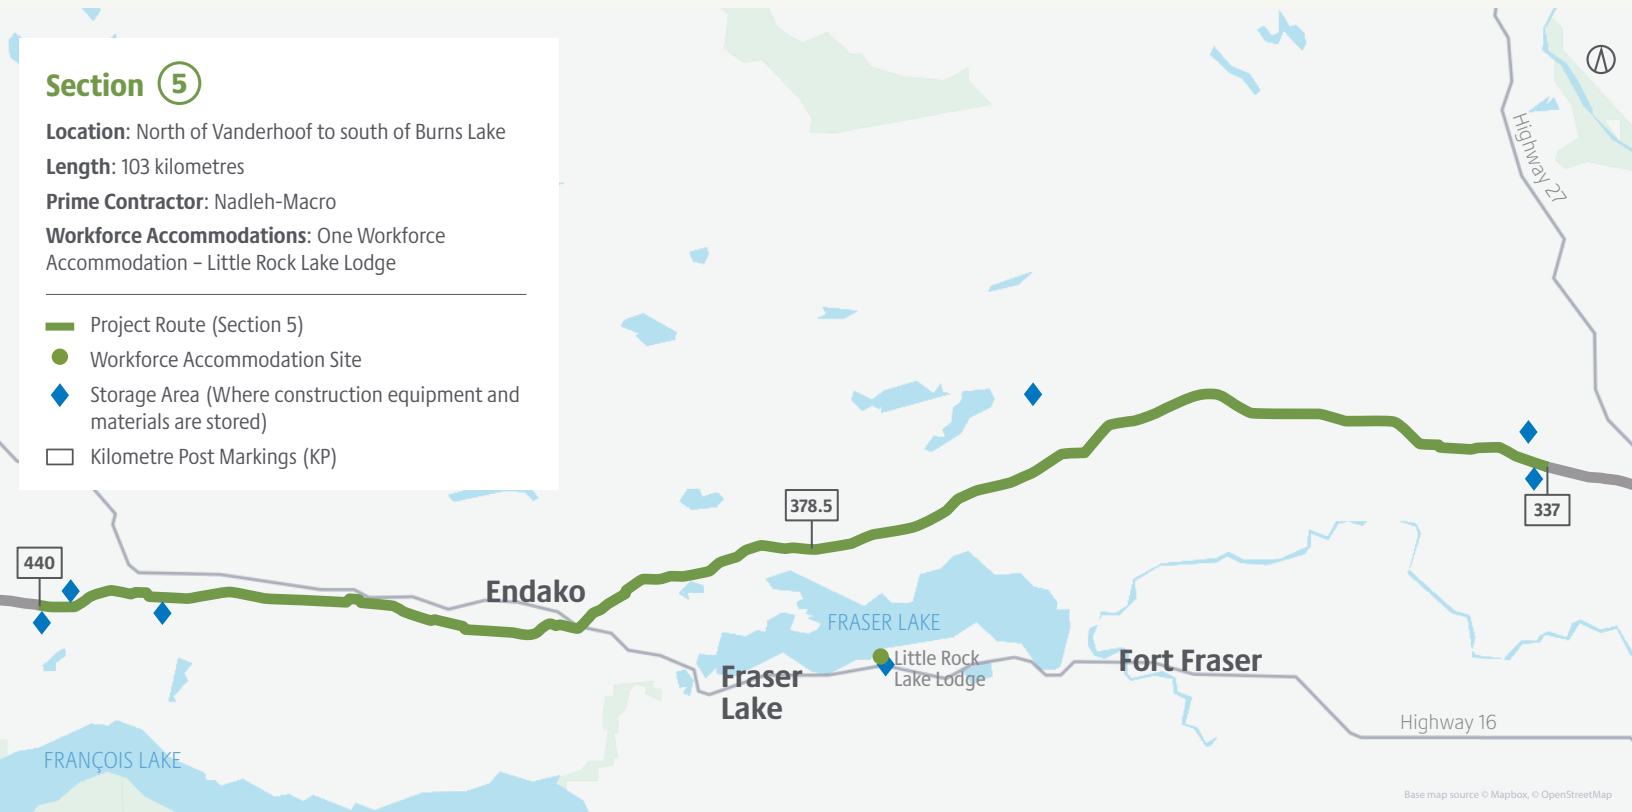 Section 5
Location: North of Vanderhoof to south of Burns Lake
Length: 103 kilometres
Prime Contractor: Nadleh-Macro
Workforce Accommodations: One Workforce
Accommodation – Little Rock Lake Lodge
Project Route (Section 5)
Workforce Accommodation Site
Storage Area (Where construction equipment and
materials are stored)
Kilometre Post Markings (KP)
Highway 27
378.5
337
440
Endako
FRASER LAKE
Little Rock
Lake Lodge
Fraser
Lake
Fort Fraser
Highway 16
FRANÇOIS LAKE
Base map source © Mapbox, © OpenStreetMap